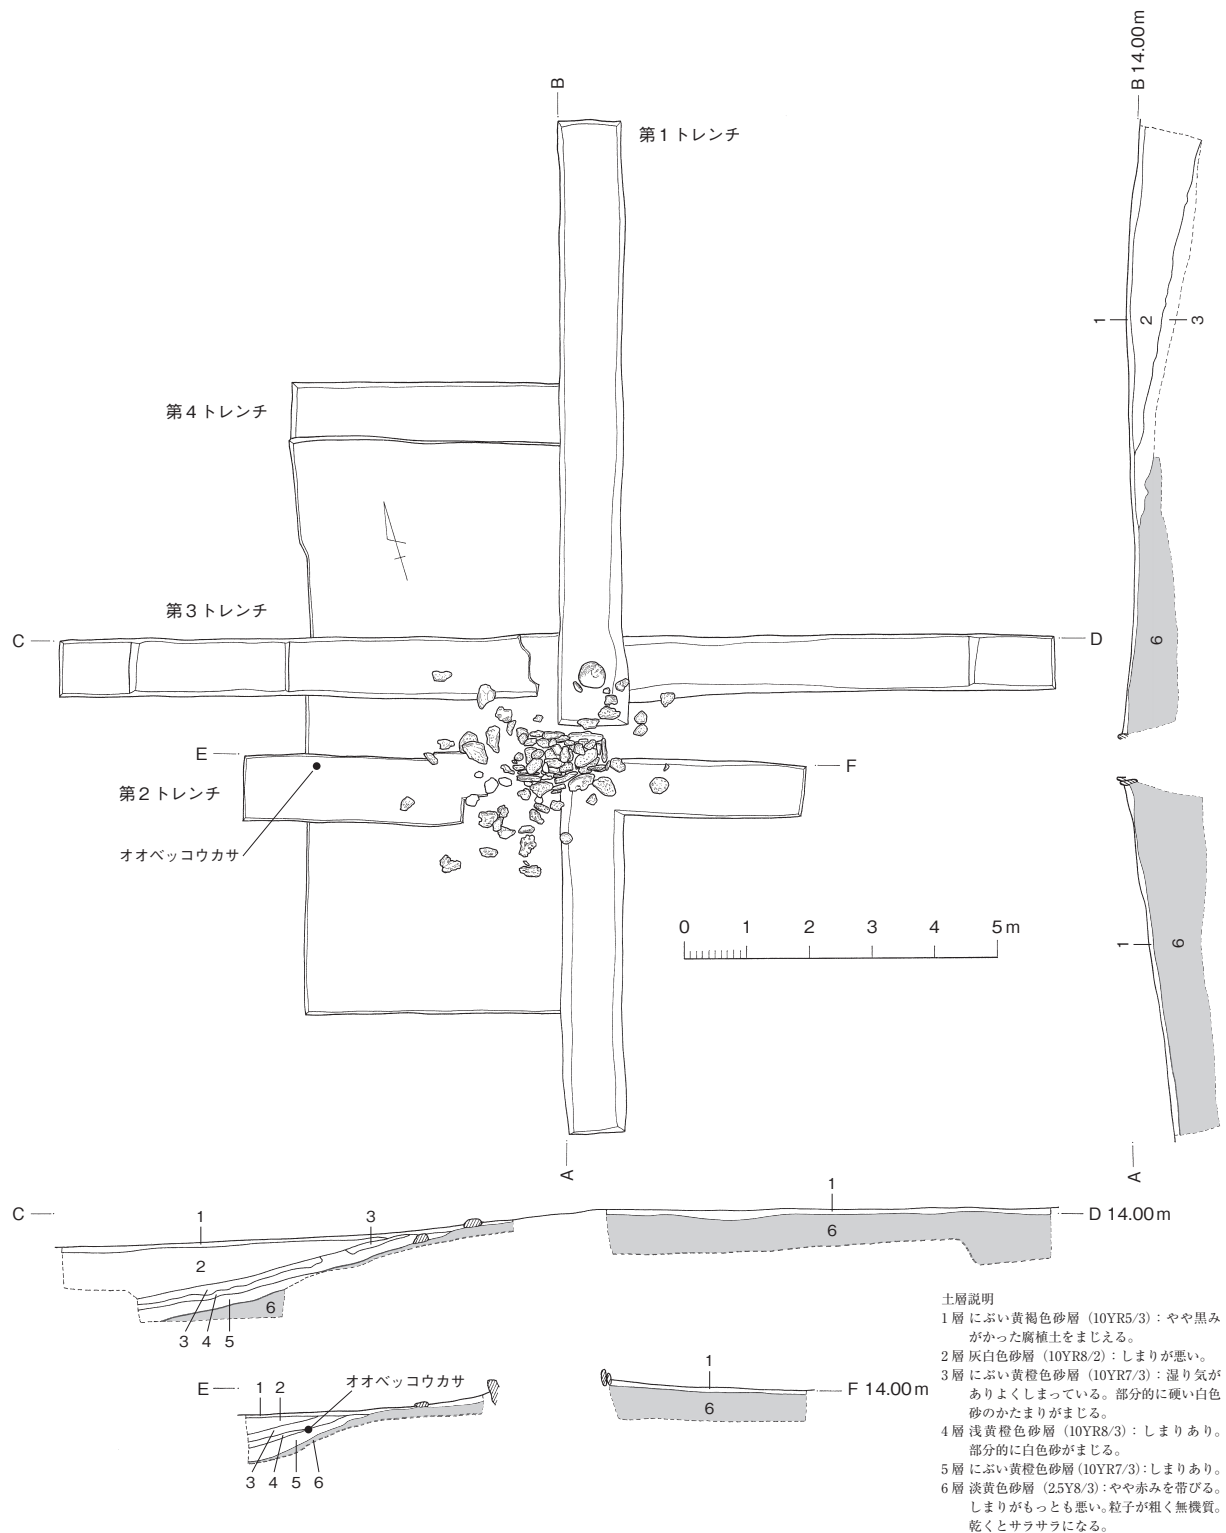 B
B 14.00m
第1トレンチ
1
2
3
第4トレンチ
第3トレンチ
C
D
6
E
F
第2トレンチ
オオベッコウカサ
0 1 2 3 4 5m
1
6
A
A
C
1
3
1
D 14.00m
2
6
6
3 4 5
E
1 2
オオベッコウカサ
1
F 14.00m
6
3 4 5 6
土層説明
1層 にぶい黄褐色砂層(10YR5/3):やや黒み
がかった腐植土をまじえる。
2層 灰白色砂層(10YR8/2):しまりが悪い。
3層 にぶい黄橙色砂層(10YR7/3):湿り気が
ありよくしまっている。部分的に硬い白色
砂のかたまりがまじる。
4層 浅黄橙色砂層(10YR8/3):しまりあり。
部分的に白色砂がまじる。
5層 にぶい黄橙色砂層(10YR7/3):しまりあり。
6層 淡黄色砂層(2.5Y8/3):やや赤みを帯びる。
しまりがもっとも悪い。粒子が粗く無機質。
乾くとサラサラになる。